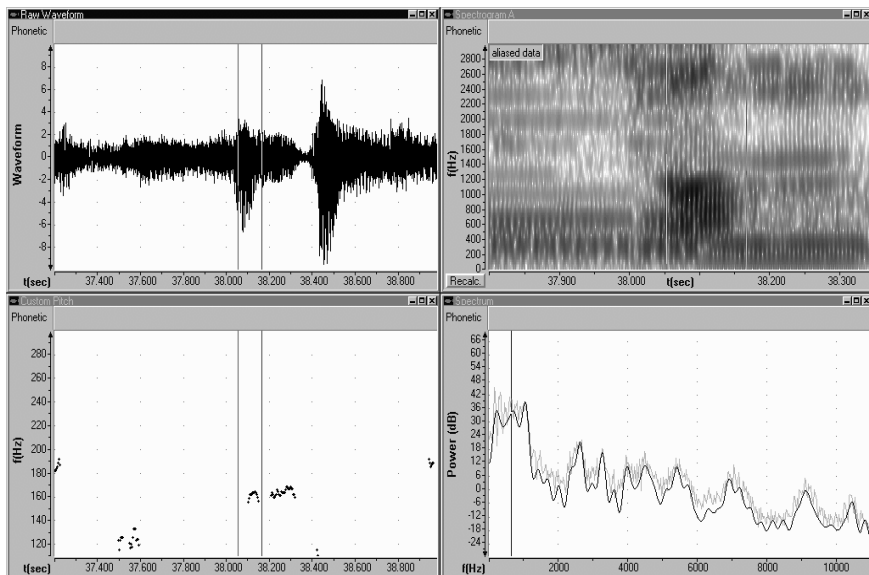 Raw Waveform
Phonetic
8
6
4
2
0
-2
-4
-6
-8
Waveform
t(sec) 37.400 37.600 37.800 38.000 38.200 38.400 38.600 38.800
Spectrogram A
Phonetic
aliased data
2800
2600
2400
2200
2000
1800
1600
1400
1200
1000
800
600
400
200
0
f(Hz)
Recalc. 37.900 38.000 t(sec) 38.200 38.300
Custom Pitch
Phonetic
280
260
240
220
200
180
160
140
120
f(Hz)
t(sec) 37.400 37.600 37.800 38.000 38.200 38.400 38.600 38.800
Spectrum
Phonetic
66
60
54
48
42
36
30
24
18
12
6
0
-6
-12
-18
-24
Power (dB)
f(Hz) 2000 4000 6000 8000 10000